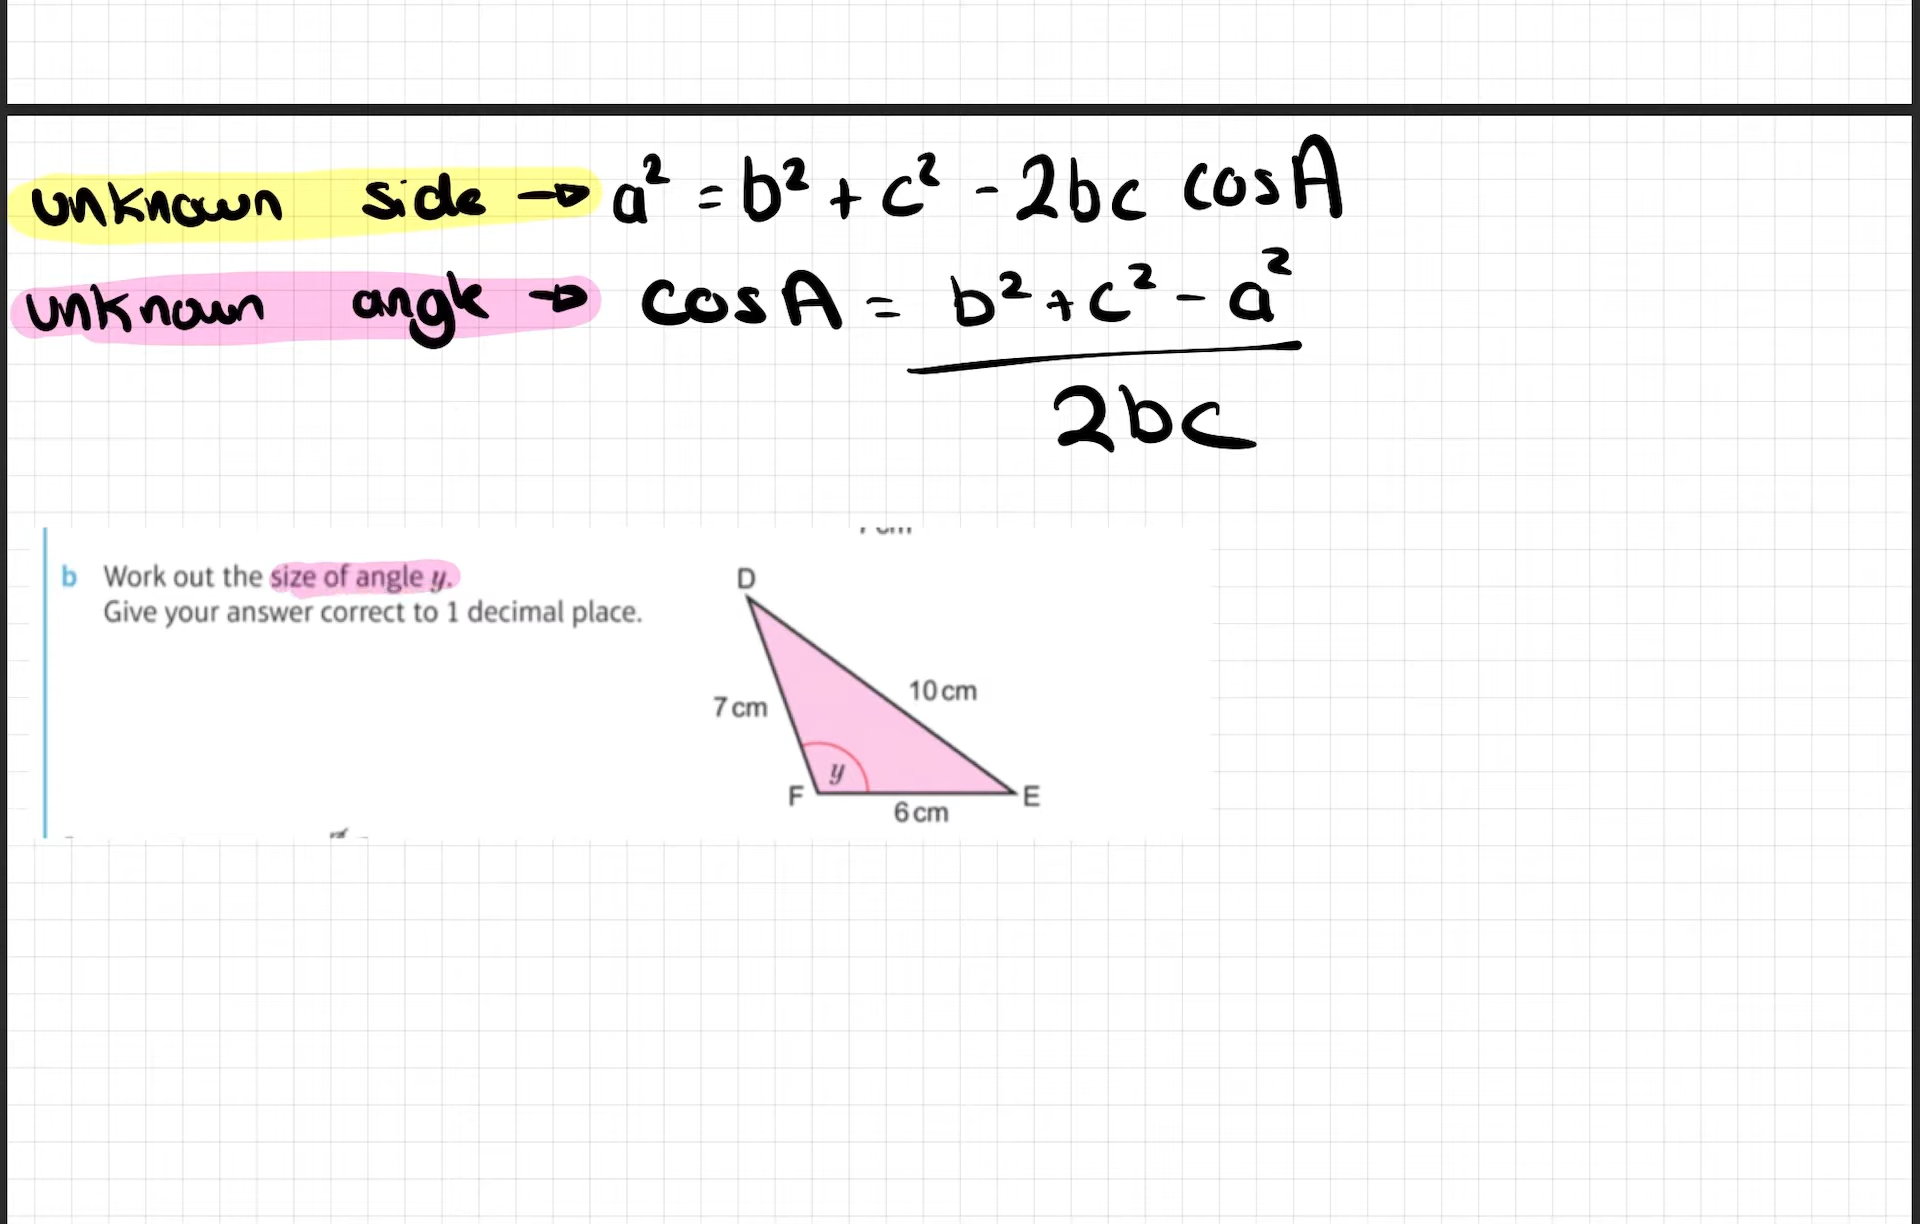 unknown side → a² = b² + c² - 2bc cosA
unknown angle → cosA = b² + c² - a²
2bc
b Work out the size of angle y.
Give your answer correct to 1 decimal place.
D
10 cm
7 cm
y
F
E
6 cm